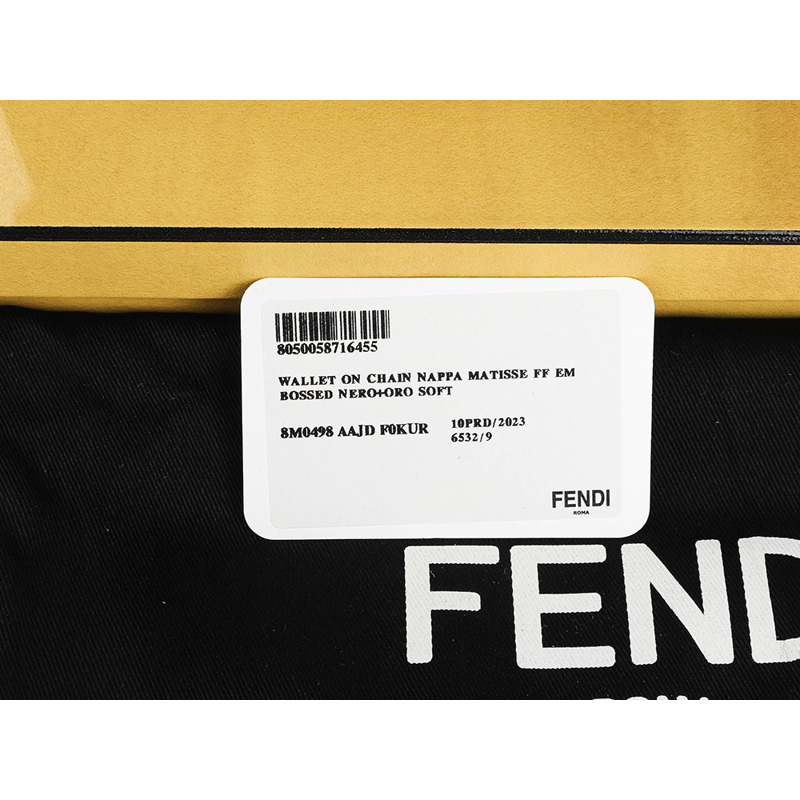 8050058716455
WALLET ON CHAIN NAPPA MATISSE FF EM
BOSSED NERO+ORO SOFT
8M0498 AAJD F0KUR
10PRD/2023
6532/9
FENDI
ROMA
FEND